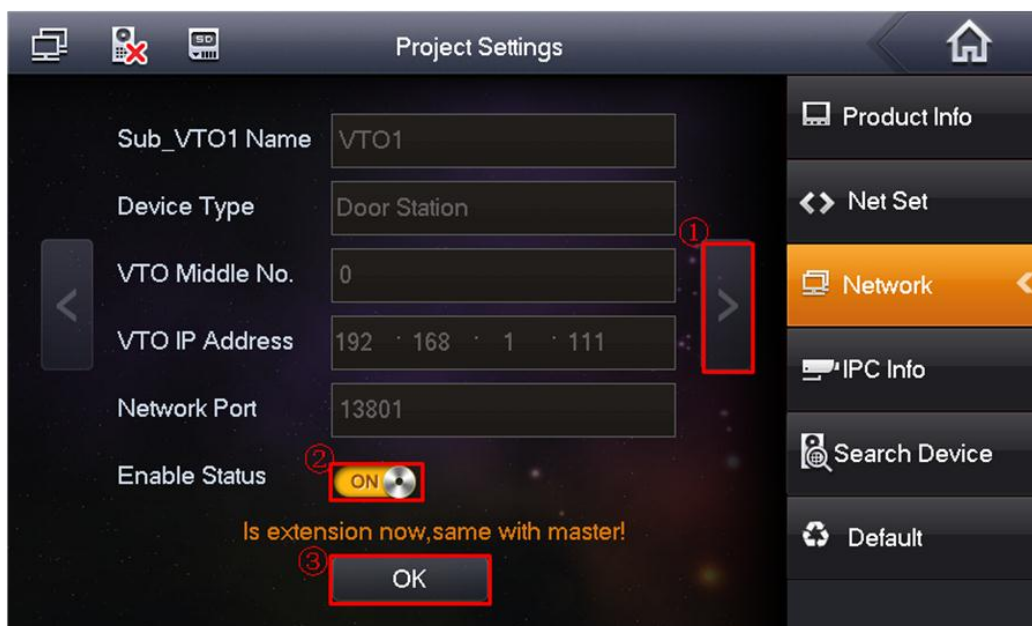 SD
Project Settings
Product Info
Sub_VTO1 Name
VTO1
Device Type
Door Station
Net Set
①
VTO Middle No.
0
Network
VTO IP Address
192 · 168 · 1 · 111
IPC Info
Network Port
13801
Search Device
Enable Status
②
ON
Is extension now,same with master!
Default
③
OK